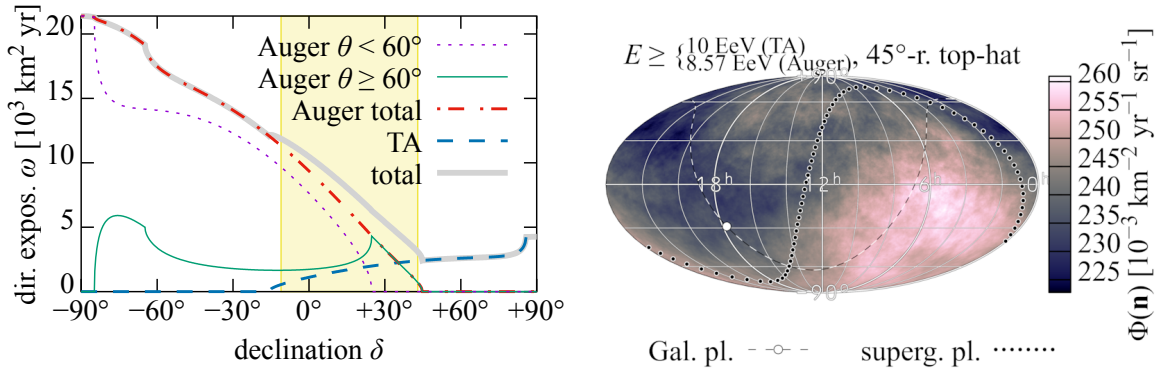 dir. expos. ω [10³ km² yr]
20
15
10
5
0
Auger θ < 60°
Auger θ ≥ 60°
Auger total
TA
total
−90° −60° −30° 0° +30° +60° +90°
declination δ
E ≥ {10 EeV (TA)
8.57 EeV (Auger)}, 45°-r. top-hat
+90°
18ʰ 12ʰ 6ʰ 0ʰ
−90°
260
255
250
245
240
235
230
225
Φ(n) [10⁻³ km⁻² yr⁻¹ sr⁻¹]
Gal. pl. superg. pl.